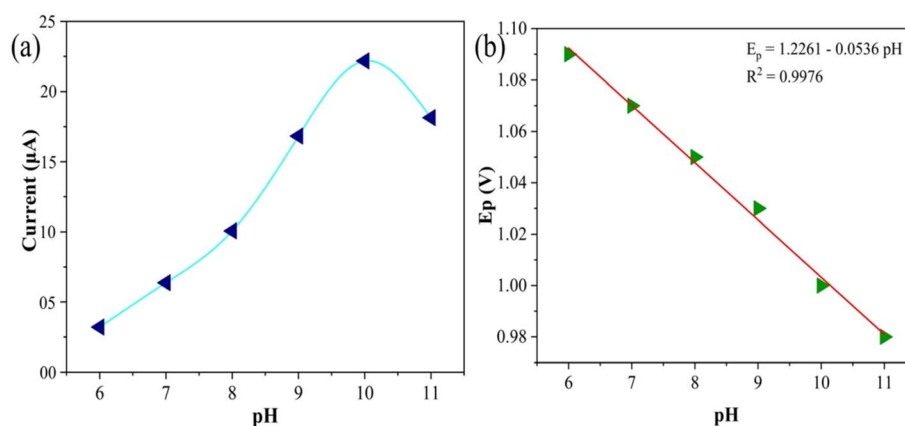 (a)
25
20
15
10
05
00
Current (µA)
6 7 8 9 10 11
pH
(b)
1.10
1.08
1.06
1.04
1.02
1.00
0.98
Ep (V)
E_p = 1.2261 - 0.0536 pH
R² = 0.9976
6 7 8 9 10 11
pH